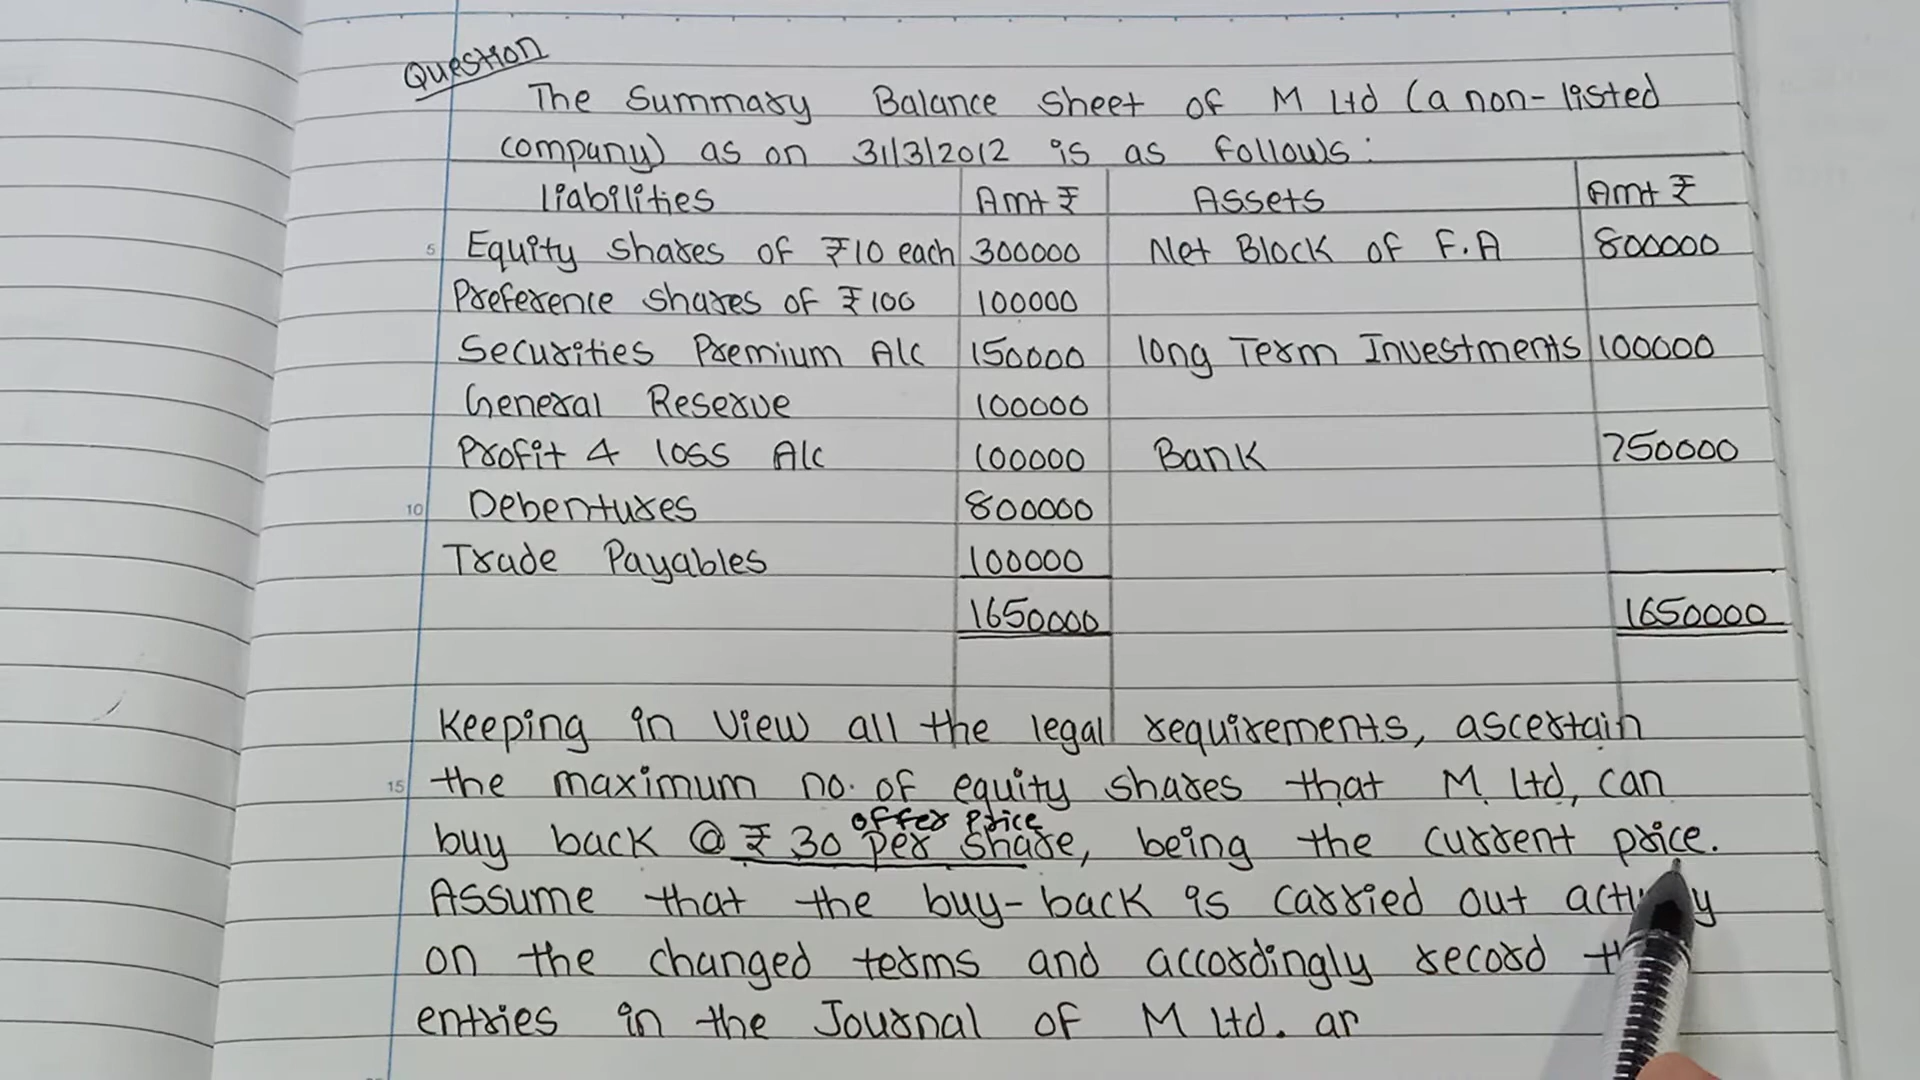 Question
The Summary Balance Sheet of M Ltd (a non-listed
company) as on 31/3/2012 is as follows:
Liabilities Amt ₹ Assets Amt ₹
5 Equity shares of ₹10 each 300000 Net Block of F.A 800000
Preference shares of ₹100 100000
Securities Premium A/c 150000 Long Term Investments 100000
General Reserve 100000
Profit & Loss A/c 100000 Bank 750000
10 Debentures 800000
Trade Payables 100000
1650000 1650000
Keeping in view all the legal requirements, ascertain
15 the maximum no. of equity shares that M Ltd, can
offer price
buy back @ ₹ 30 per share, being the current price.
Assume that the buy-back is carried out
on the changed terms and accordingly record
entries in the Journal of M Ltd. ar